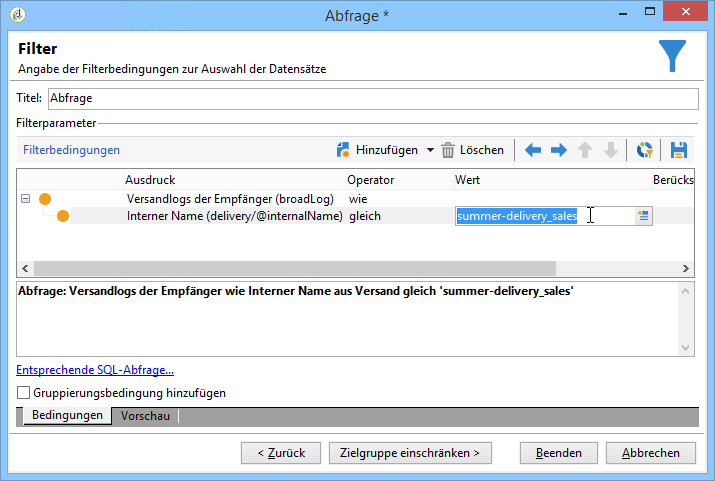 Abfrage *
Filter
Angabe der Filterbedingungen zur Auswahl der Datensätze
Titel: Abfrage
Filterparameter
Filterbedingungen Hinzufügen Löschen
Ausdruck Operator Wert Berücks
Versandlogs der Empfänger (broadLog) wie
Interner Name (delivery/@internalName) gleich summer-delivery_sales
Abfrage: Versandlogs der Empfänger wie Interner Name aus Versand gleich 'summer-delivery_sales'
Entsprechende SQL-Abfrage...
Gruppierungsbedingung hinzufügen
Bedingungen Vorschau
< Zurück Zielgruppe einschränken > Beenden Abbrechen